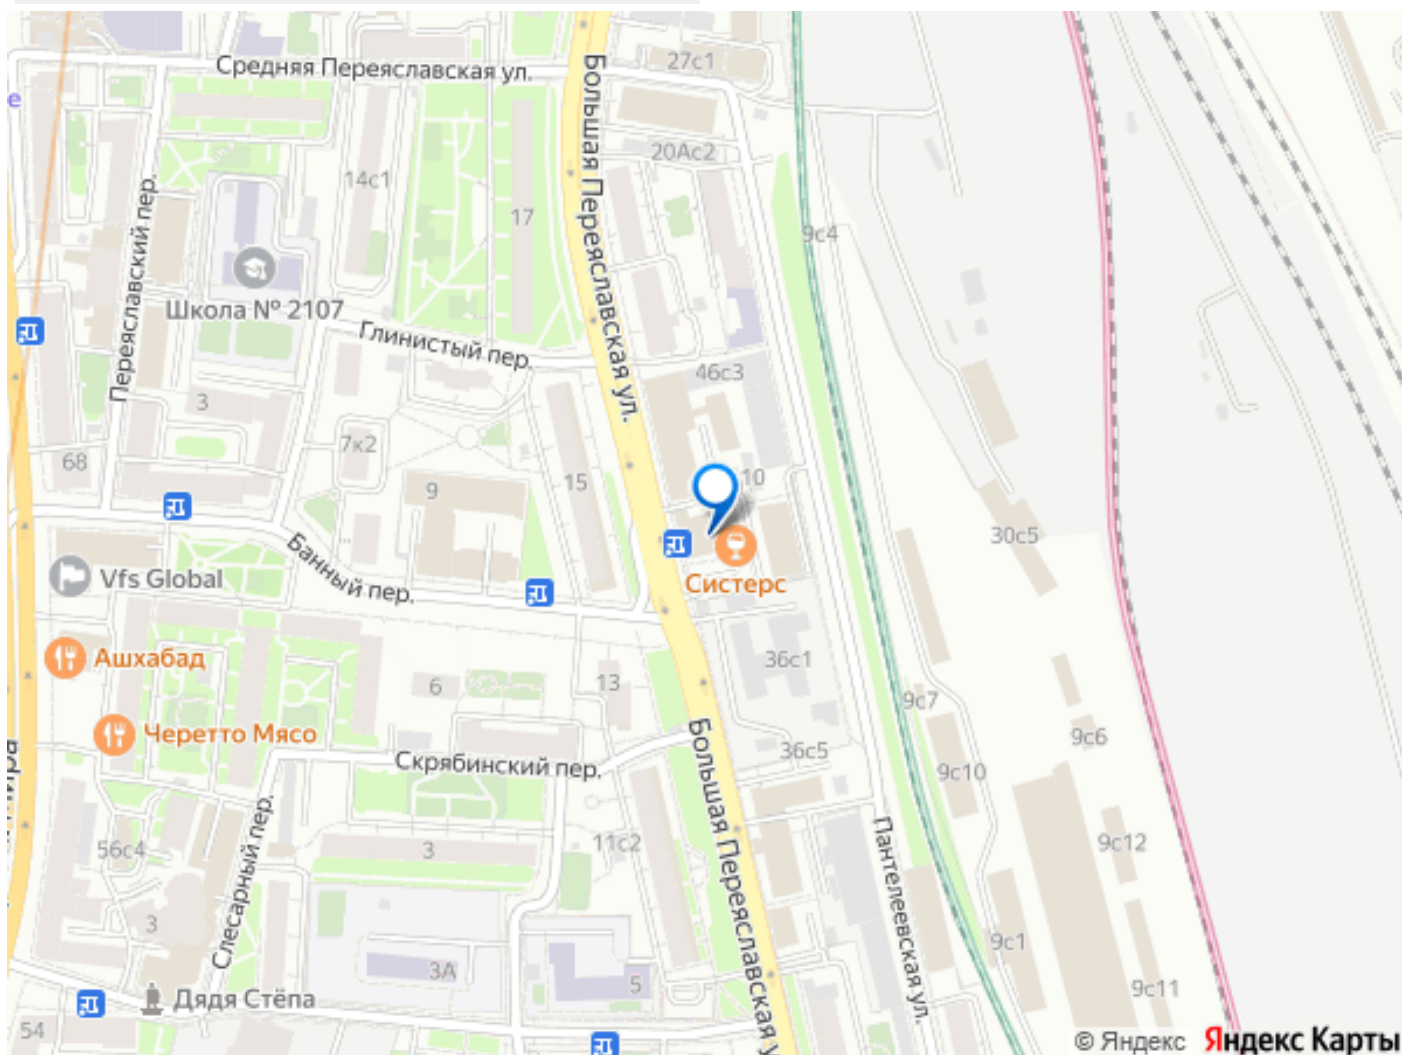 27с1
Средняя Переяславская ул.
Большая Переяславская ул.
е
20Ас2
14с1
17
Переяславский пер.
9с4
Школа № 2107
Глинистый пер.
46с3
3
7к2
68
15
10
9
30с5
Банный пер.
Vfs Global
Систерс
Ашхабад
36с1
6
13
9с7
Черетто Мясо
9с6
Скрябинский пер.
36с5
9с10
Большая Переяславская у
Слесарный пер.
56с4
3
11с2
Пантелеевская ул.
9с12
3
9с1
3А
5
9с11
Дядя Стёпа
54
© Яндекс
Яндекс Карты